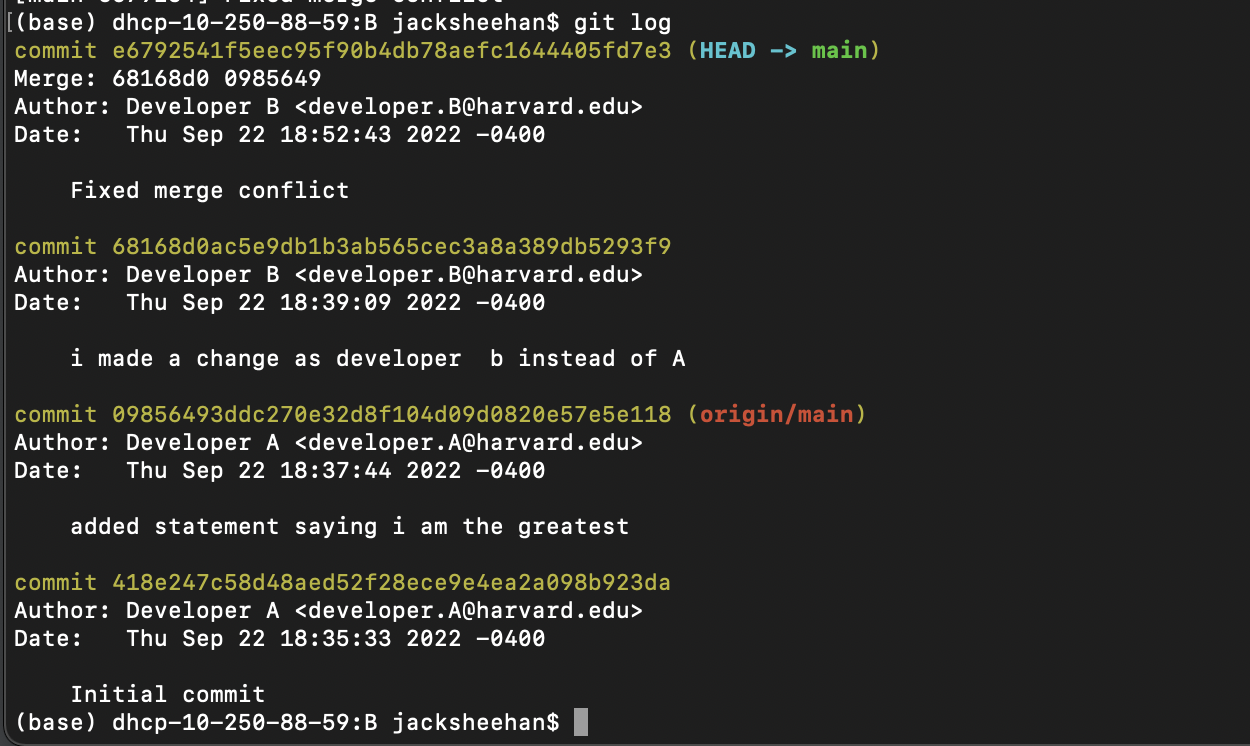 [main e679254] Fixed merge conflict
[(base) dhcp-10-250-88-59:B jacksheehan$ git log
commit e6792541f5eec95f90b4db78aefc1644405fd7e3 (HEAD -> main)
Merge: 68168d0 0985649
Author: Developer B <developer.B@harvard.edu>
Date:   Thu Sep 22 18:52:43 2022 -0400

    Fixed merge conflict

commit 68168d0ac5e9db1b3ab565cec3a8a389db5293f9
Author: Developer B <developer.B@harvard.edu>
Date:   Thu Sep 22 18:39:09 2022 -0400

    i made a change as developer  b instead of A

commit 09856493ddc270e32d8f104d09d0820e57e5e118 (origin/main)
Author: Developer A <developer.A@harvard.edu>
Date:   Thu Sep 22 18:37:44 2022 -0400

    added statement saying i am the greatest

commit 418e247c58d48aed52f28ece9e4ea2a098b923da
Author: Developer A <developer.A@harvard.edu>
Date:   Thu Sep 22 18:35:33 2022 -0400

    Initial commit
(base) dhcp-10-250-88-59:B jacksheehan$